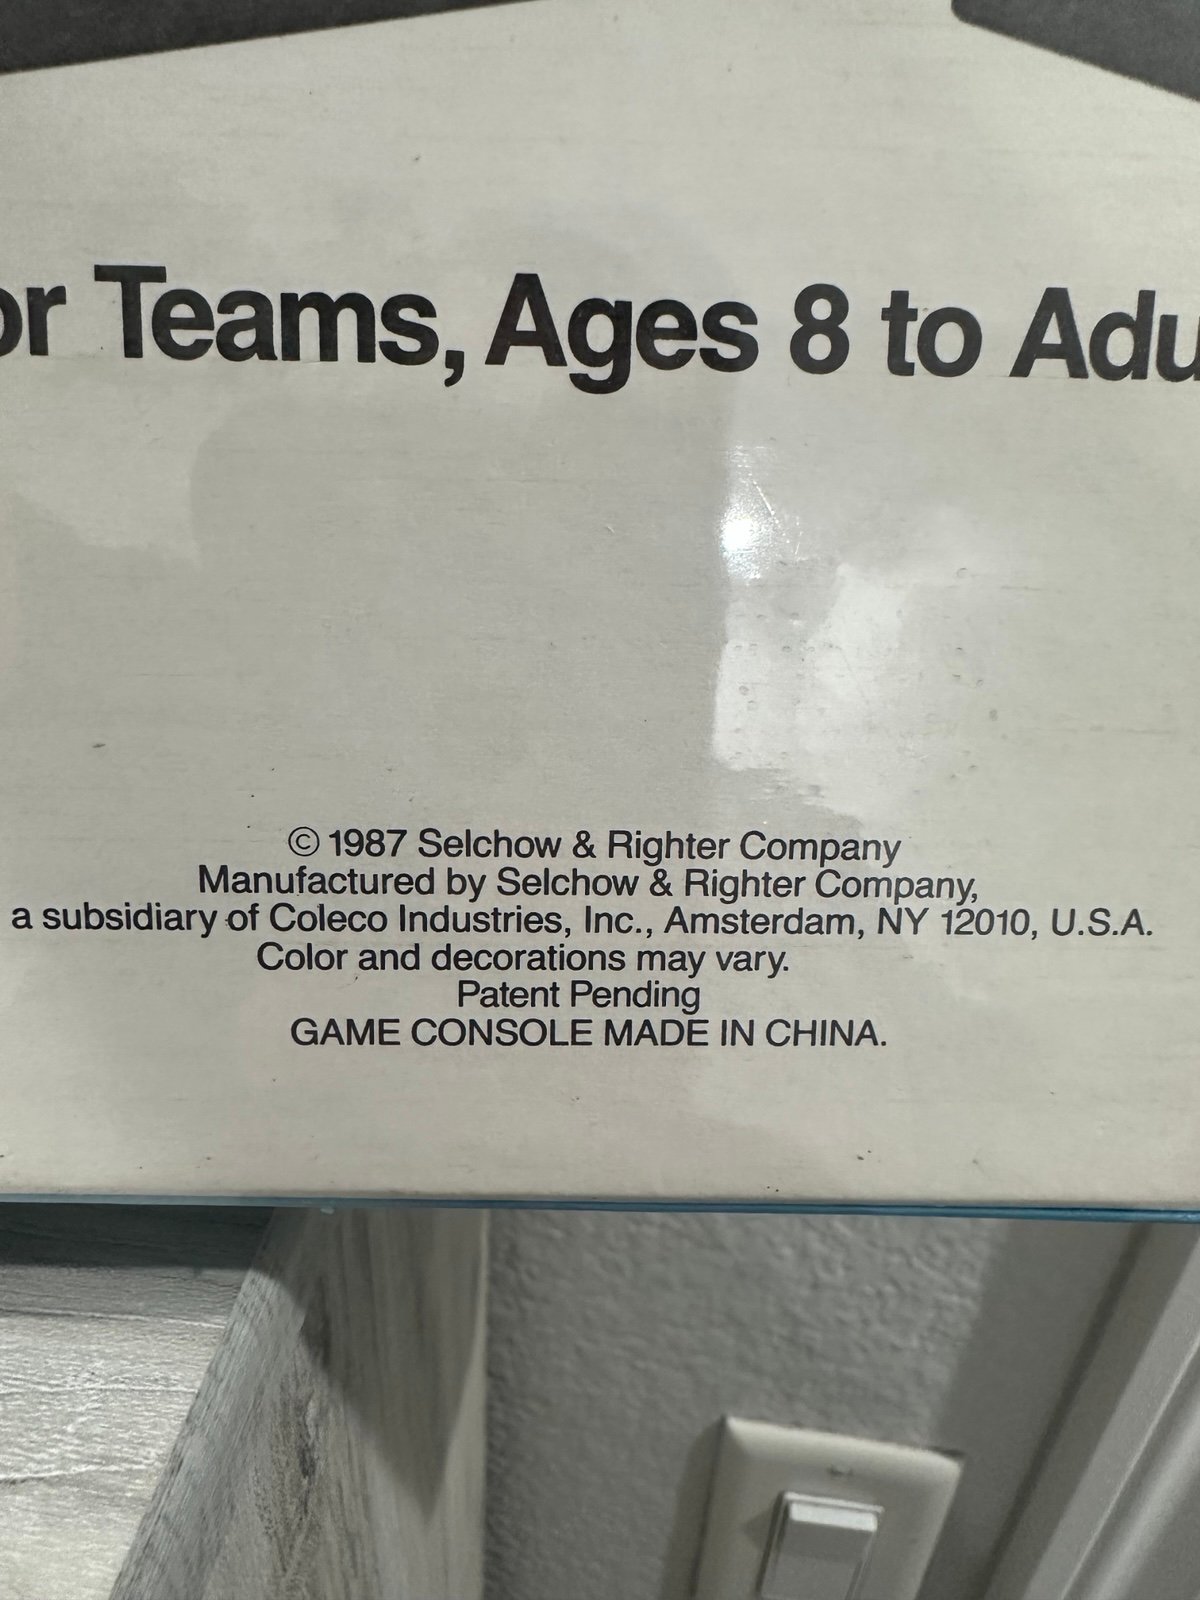 or Teams, Ages 8 to Adu
© 1987 Selchow & Righter Company
Manufactured by Selchow & Righter Company,
a subsidiary of Coleco Industries, Inc., Amsterdam, NY 12010, U.S.A.
Color and decorations may vary.
Patent Pending
GAME CONSOLE MADE IN CHINA.